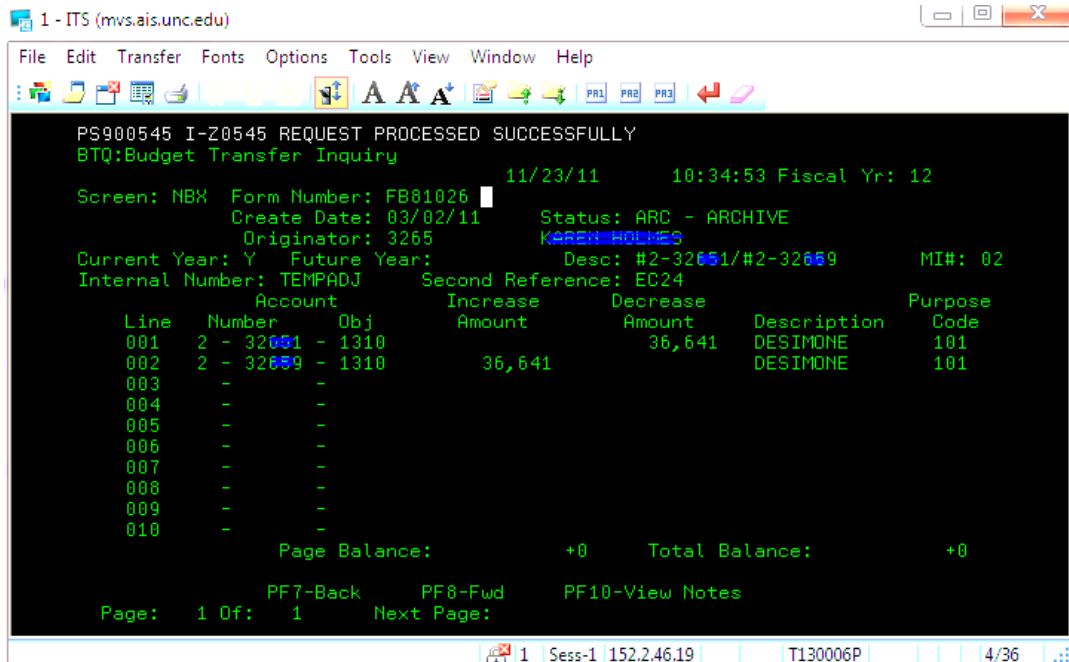 1 - ITS (mvs.ais.unc.edu)
File Edit Transfer Fonts Options Tools View Window Help
PA1 PA2 PA3
PS900545 I-Z0545 REQUEST PROCESSED SUCCESSFULLY
BTQ:Budget Transfer Inquiry
11/23/11 10:34:53 Fiscal Yr: 12
Screen: NBX Form Number: FB81026
Create Date: 03/02/11 Status: ARC - ARCHIVE
Originator: 3265
Current Year: Y Future Year: Desc: MI#: 02
Internal Number: TEMPADJ Second Reference: EC24
Account Increase Decrease Purpose
Line Number Obj Amount Amount Description Code
001 2 - - 1310 36,641 DESIMONE 101
002 2 - - 1310 36,641 DESIMONE 101
003 - -
004 - -
005 - -
006 - -
007 - -
008 - -
009 - -
010 - -
Page Balance: +0 Total Balance: +0
PF7-Back PF8-Fwd PF10-View Notes
Page: 1 Of: 1 Next Page:
1 Sess-1 152.2.46.19 T130006P 4/36